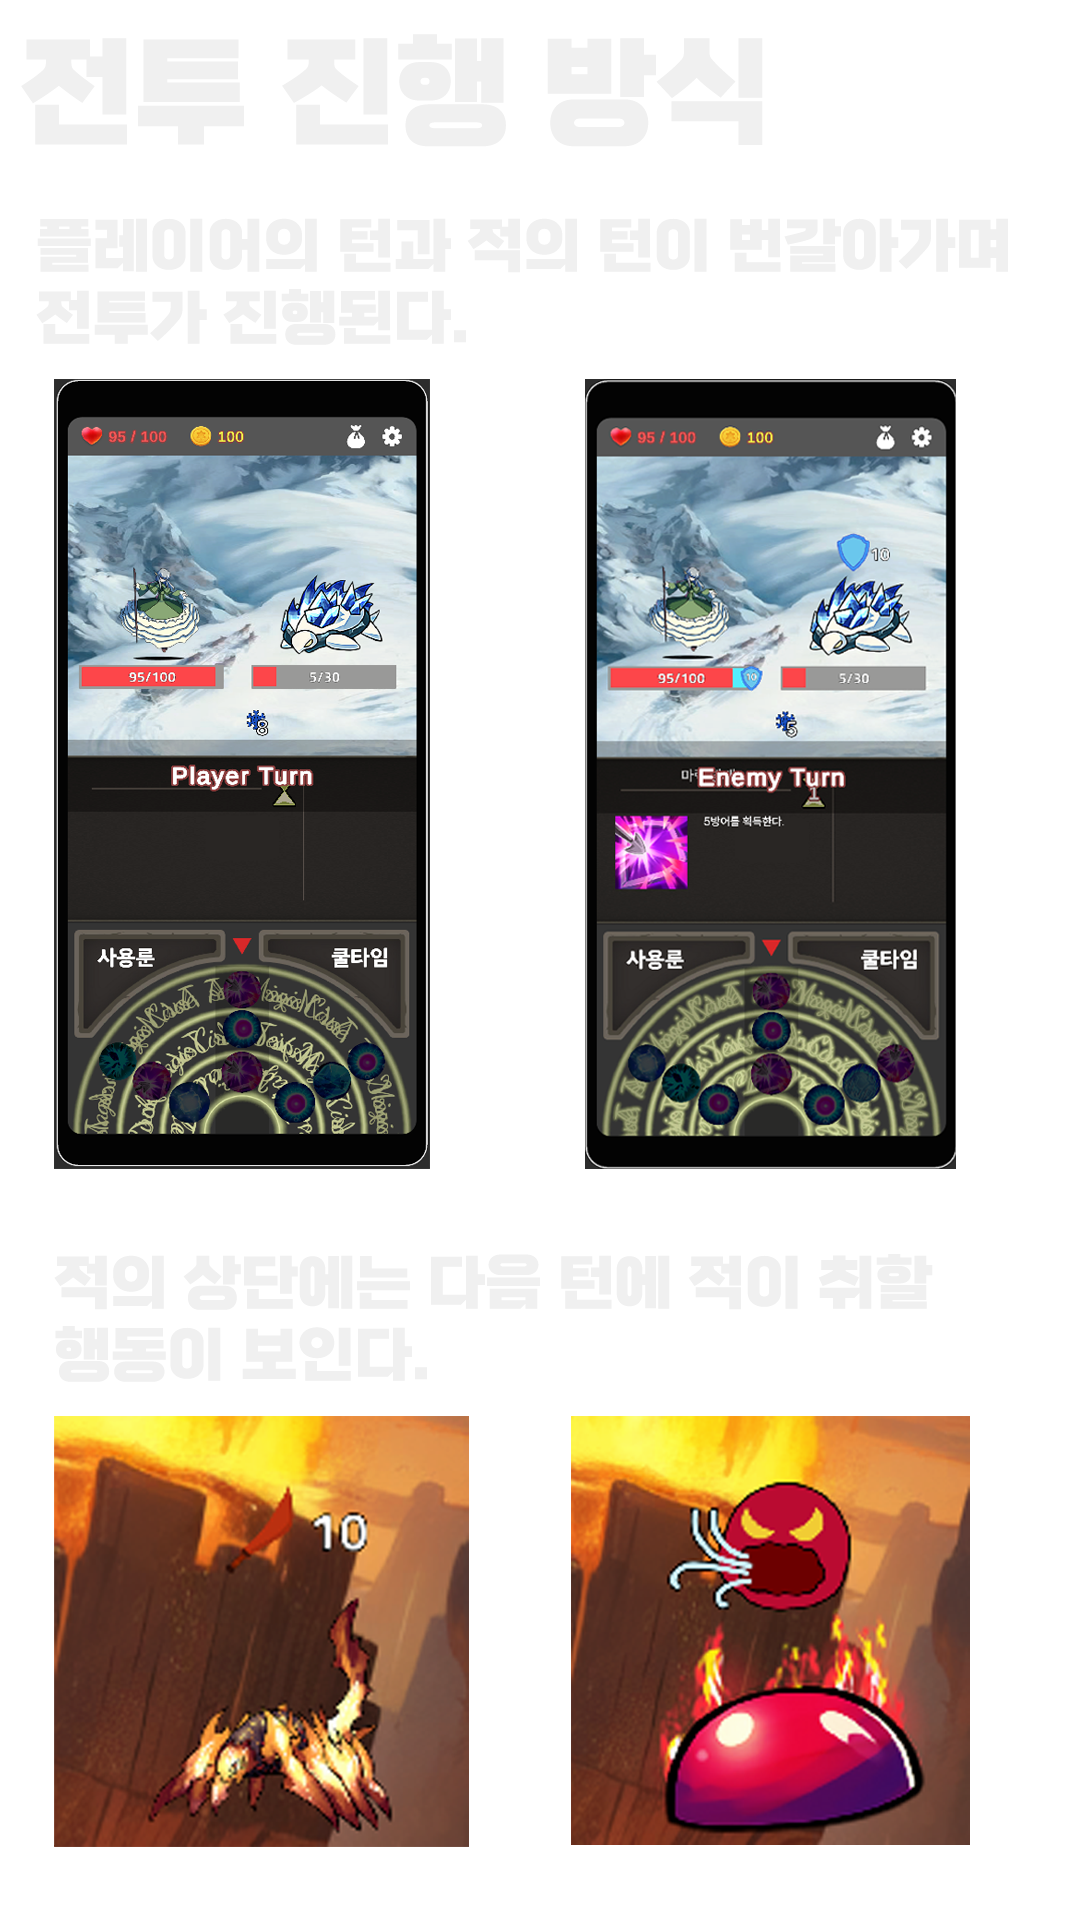 전투 진행 방식
플레이어의 턴과 적의 턴이 번갈아가며
전투가 진행된다.
95 / 100 100
95/100 5/30
8
Player Turn
사용룬 쿨타임
95 / 100 100
10
95/100 10 5/30
5
Enemy Turn
1
5방어를 획득한다.
사용룬 쿨타임
적의 상단에는 다음 턴에 적이 취할
행동이 보인다.
10